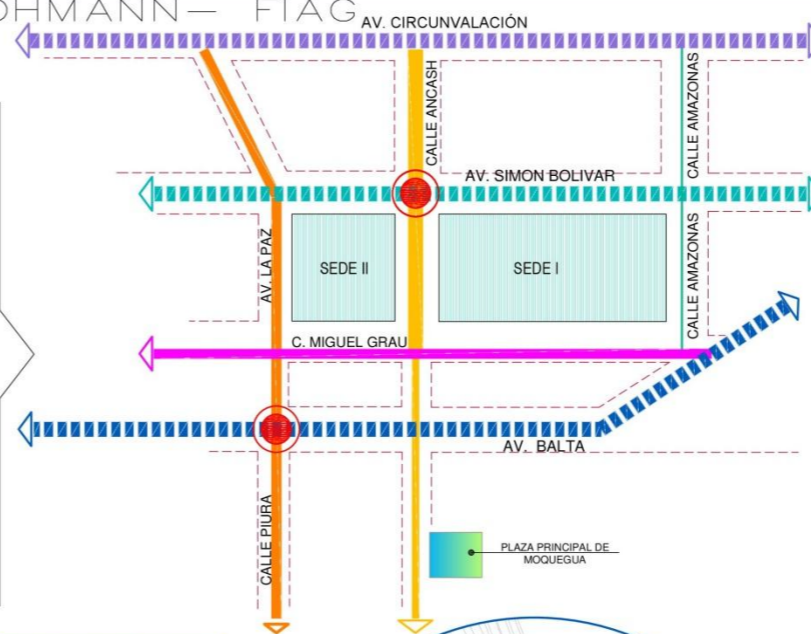 OHMANN— FIAG
AV. CIRCUNVALACIÓN
CALLE ANCASH
CALLE AMAZONAS
AV. SIMON BOLIVAR
AV. LA PAZ
SEDE II
SEDE I
CALLE AMAZONAS
C. MIGUEL GRAU
AV. BALTA
CALLE PIURA
PLAZA PRINCIPAL DE
MOQUEGUA